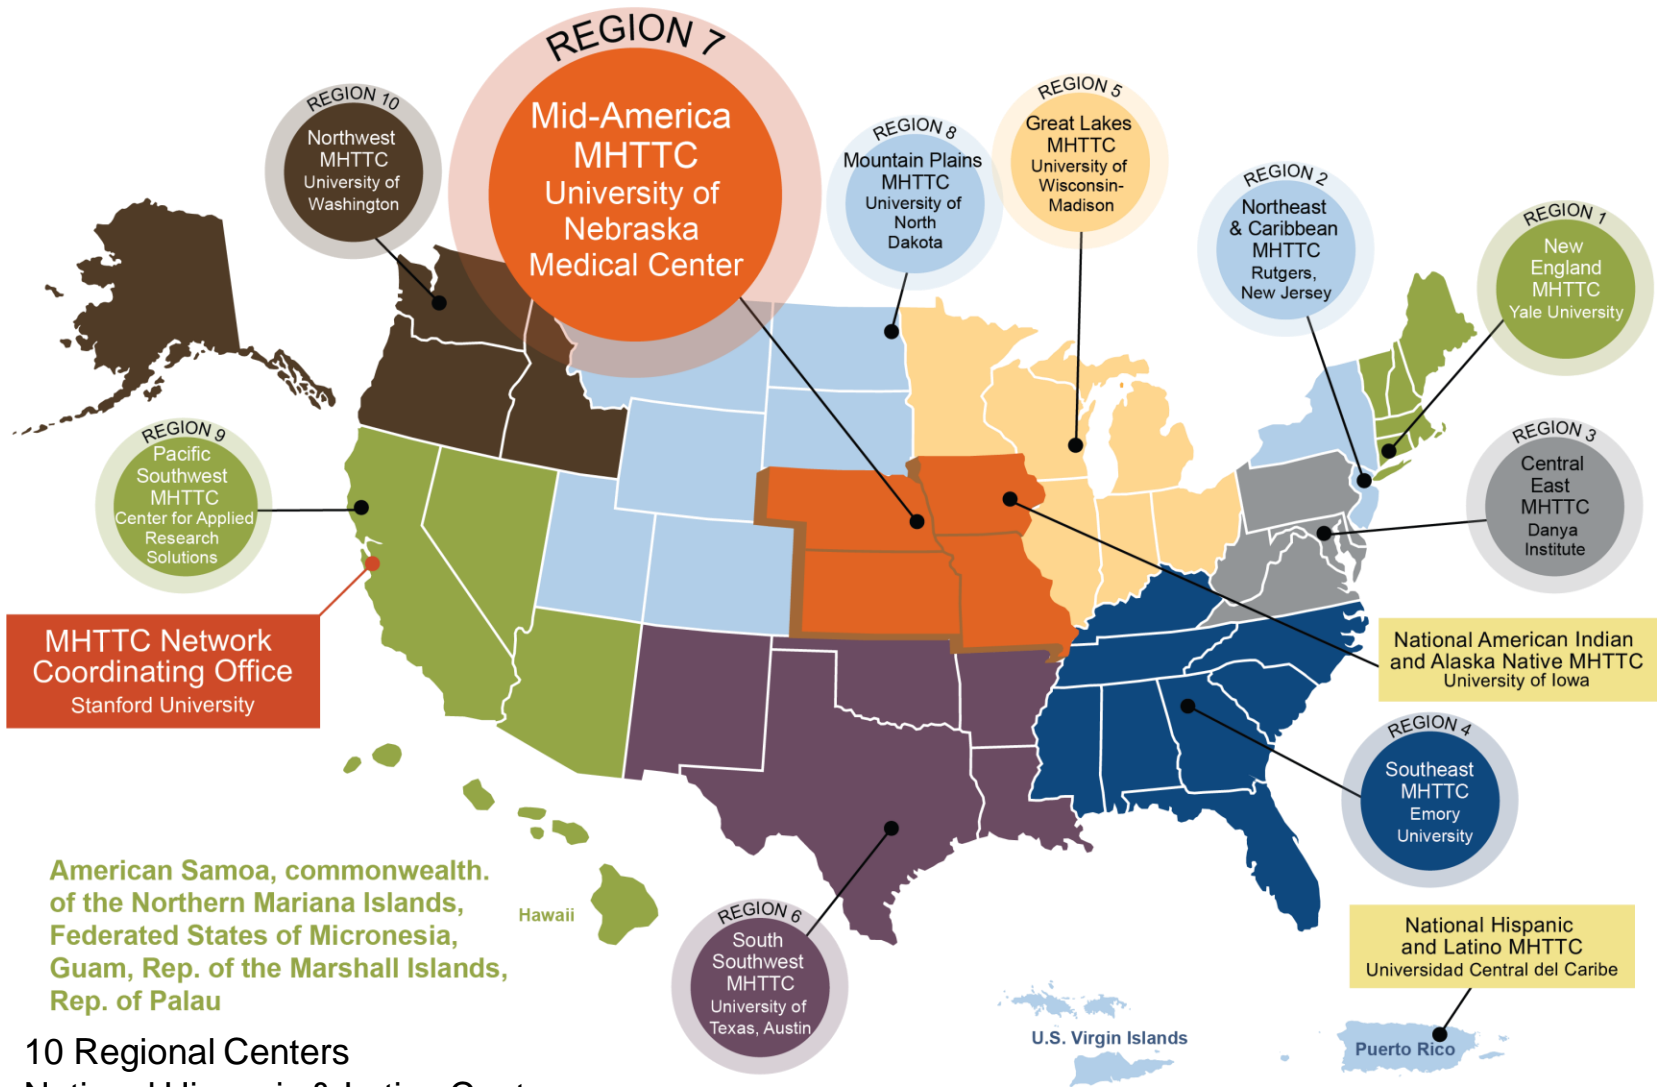 REGION 7
Mid-America
MHTTC
University of
Nebraska
Medical Center
REGION 10
Northwest
MHTTC
University of
Washington
REGION 8
Mountain Plains
MHTTC
University of
North
Dakota
REGION 5
Great Lakes
MHTTC
University of
Wisconsin-
Madison
REGION 2
Northeast
& Caribbean
MHTTC
Rutgers,
New Jersey
REGION 1
New
England
MHTTC
Yale University
REGION 9
Pacific
Southwest
MHTTC
Center for Applied
Research
Solutions
REGION 3
Central
East
MHTTC
Danya
Institute
MHTTC Network
Coordinating Office
Stanford University
National American Indian
and Alaska Native MHTTC
University of Iowa
REGION 4
Southeast
MHTTC
Emory
University
American Samoa, commonwealth.
of the Northern Mariana Islands,
Federated States of Micronesia,
Guam, Rep. of the Marshall Islands,
Rep. of Palau
Hawaii
REGION 6
South
Southwest
MHTTC
University of
Texas, Austin
National Hispanic
and Latino MHTTC
Universidad Central del Caribe
U.S. Virgin Islands
Puerto Rico
10 Regional Centers